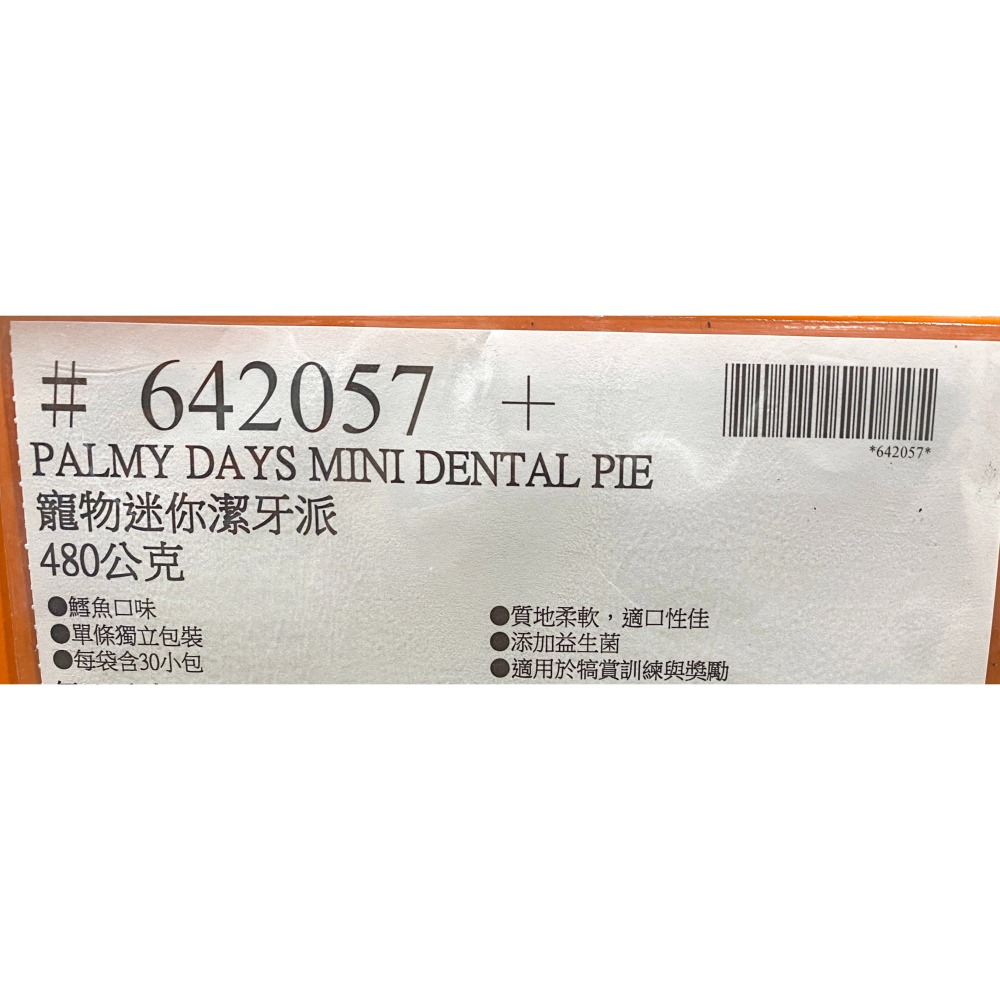 # 642057 +
*642057*
PALMY DAYS MINI DENTAL PIE
寵物迷你潔牙派
480公克
●鱈魚口味
●單條獨立包裝
●每袋含30小包
●質地柔軟，適口性佳
●添加益生菌
●適用於犒賞訓練與獎勵